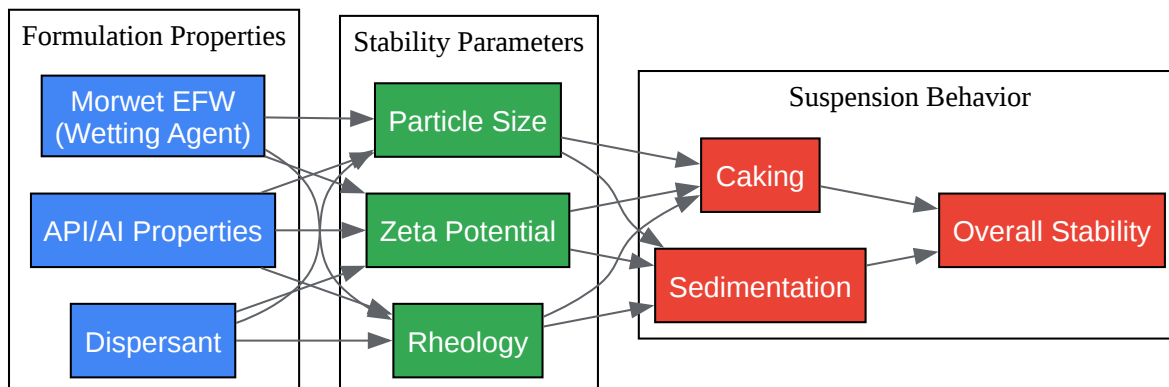 Formulation Properties
Morwet EFW
(Wetting Agent)
API/AI Properties
Dispersant
Stability Parameters
Particle Size
Zeta Potential
Rheology
Suspension Behavior
Caking
Sedimentation
Overall Stability